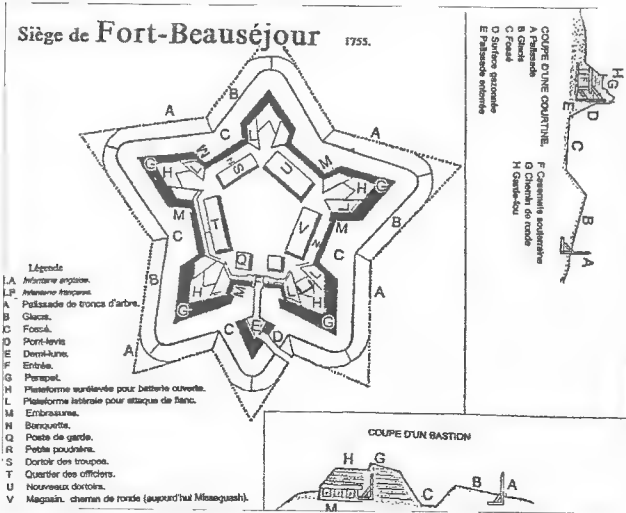 Siège de Fort-Beauséjour 1755.
COUPE D'UNE COURTINE.
A Palissade
B Glacis
C Fossé
D Surface gazonnée
E Palissade enterrée
F Casemate souterraine
G Chemin de ronde
H Garde-fou
H
G
F
D
E
C
B
A
A
B
C
L
M
G
H
S
U
M
H
G
L
A
B
C
M
T
V
N
M
B
C
A
Q
F
H
G
M
L
H
G
C
E
D
A
Légende
LA Infanterie anglaise.
LF Infanterie française.
A Palissade de troncs d'arbre.
B Glacis.
C Fossé.
D Pont-levis
E Demi-lune.
F Entrée.
G Parapet.
H Plateforme surélevée pour batterie ouverte.
L Plateforme latérale pour attaque de flanc.
M Embrasures.
N Banquette.
Q Poste de garde.
R Petite poudrière.
S Dortoir des troupes.
T Quartier des officiers.
U Nouveaux dortoirs.
V Magasin. chemin de ronde (aujourd'hui Missaguash).
COUPE D'UN BASTION
H
G
M
C
B
A